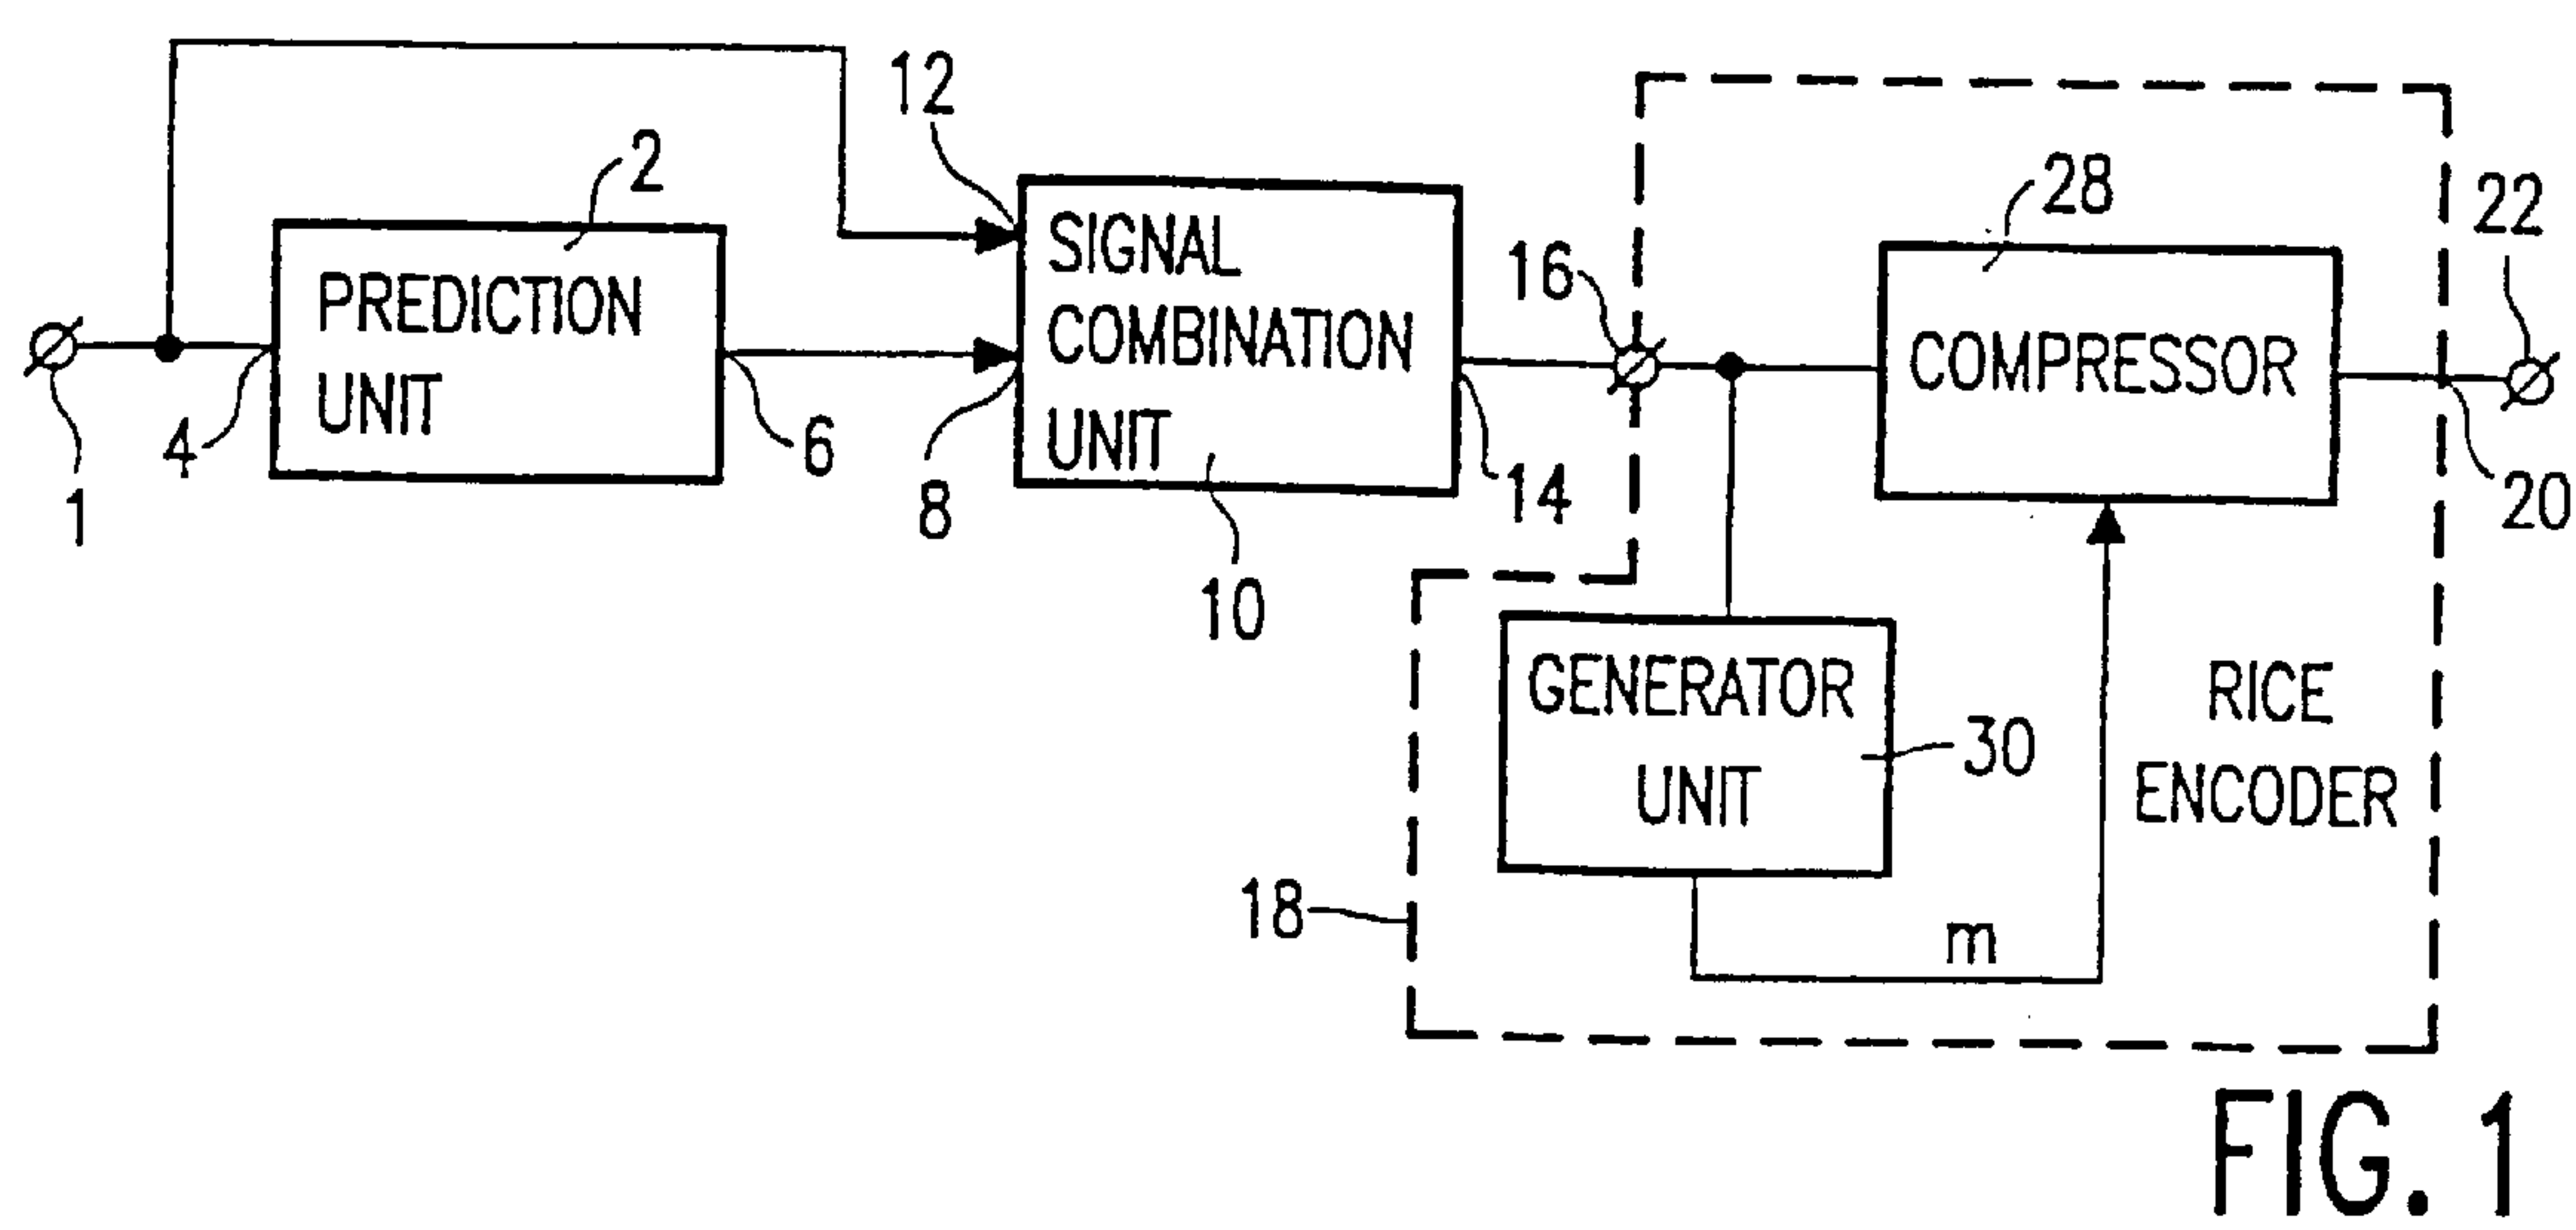 12
2
28
22
SIGNAL
COMBINATION
UNIT
16
PREDICTION
UNIT
COMPRESSOR
4
6
8
14
20
1
10
GENERATOR
UNIT
30
RICE
ENCODER
18
m
FIG. 1